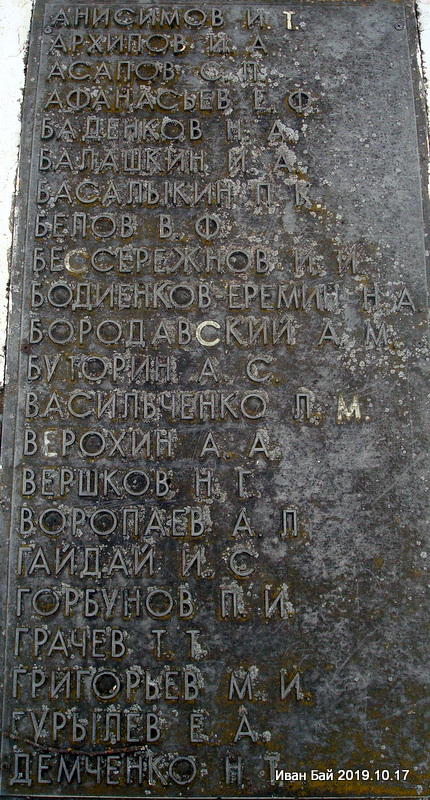 АНИСИМОВ И. Т.
АРХИПОВ И. А.
АСАПОВ С. П.
АФАНАСЬЕВ Е. Ф.
БАДЕНКОВ Н. А.
БАЛАШКИН И. А.
БАСАЛЫКИН П. К.
БЕЛОВ В. Ф.
БЕССЕРЕЖНОВ И. И.
БОДИЕНКОВ-ЕРЕМИН Н. А.
БОРОДАВСКИЙ А. М.
БУТОРИН А. С.
ВАСИЛЬЧЕНКО П. М.
ВЕРОХИН А. А.
ВЕРШКОВ Н. Г.
ВОРОПАЕВ А. П.
ГАЙДАЙ И. С.
ГОРБУНОВ П. И.
ГРАЧЕВ Т. Т.
ГРИГОРЬЕВ М. И.
ГУРЫЛЕВ Е. А.
ДЕМЧЕНКО Н. Т.
Иван Бай 2019.10.17